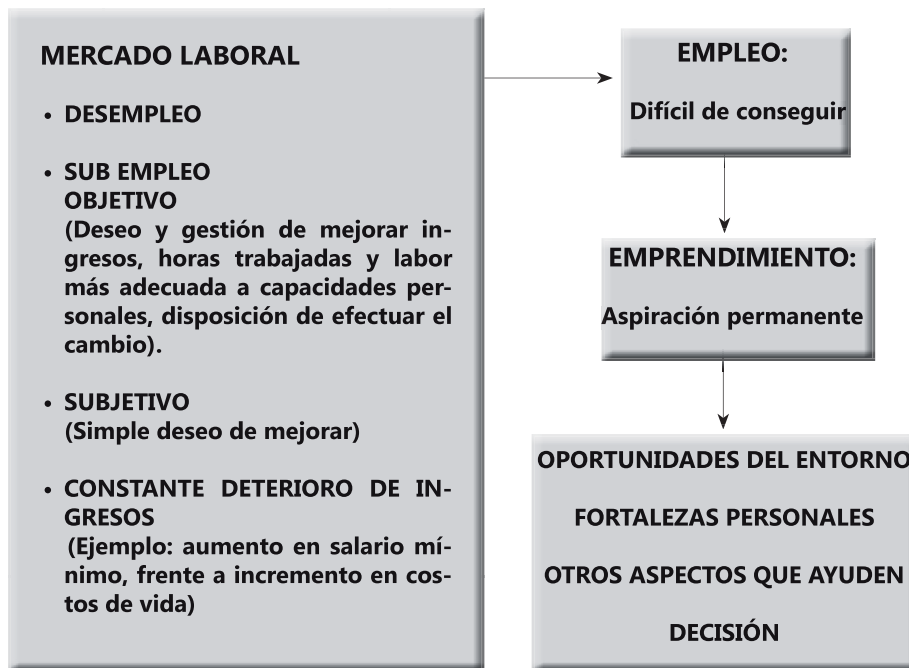 MERCADO LABORAL
• DESEMPLEO
• SUB EMPLEO
OBJETIVO
(Deseo y gestión de mejorar in-
gresos, horas trabajadas y labor
más adecuada a capacidades per-
sonales, disposición de efectuar el
cambio).
• SUBJETIVO
(Simple deseo de mejorar)
• CONSTANTE DETERIORO DE IN-
GRESOS
(Ejemplo: aumento en salario mí-
nimo, frente a incremento en cos-
tos de vida)
EMPLEO:
Difícil de conseguir
EMPRENDIMIENTO:
Aspiración permanente
OPORTUNIDADES DEL ENTORNO
FORTALEZAS PERSONALES
OTROS ASPECTOS QUE AYUDEN
DECISIÓN